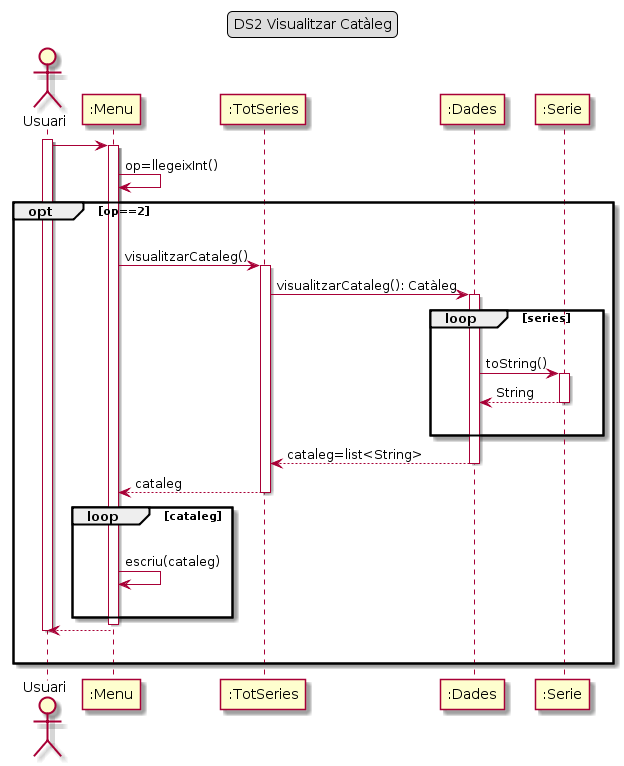 DS2 Visualitzar Catàleg
Usuari
:Menu
:TotSeries
:Dades
:Serie
op=llegeixInt()
opt [op==2]
visualitzarCataleg()
visualitzarCataleg(): Catàleg
loop [series]
toString()
String
cataleg=list<String>
cataleg
loop [cataleg]
escriu(cataleg)
Usuari
:Menu
:TotSeries
:Dades
:Serie